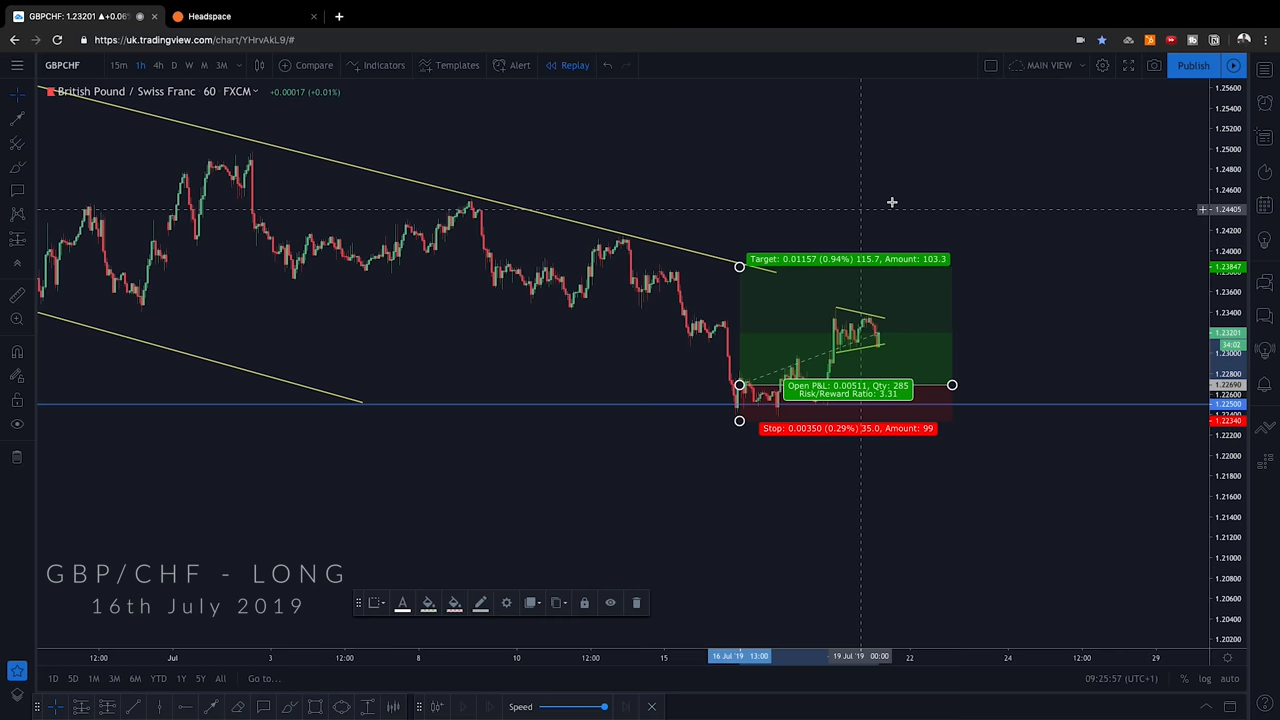 GBPCHF: 1.23201 ▲+0.06%
Headspace
https://uk.tradingview.com/chart/YHrvAkL9/#
GBPCHF 15m 1h 4h D W M 3M Compare Indicators Templates Alert Replay MAIN VIEW Publish
British Pound / Swiss Franc 60 FXCM +0.00017 (+0.01%)
1.25600
1.25400
1.25200
1.25000
1.24800
1.24600
1.24405
1.24200
1.24000
1.23847
1.23600
1.23400
1.23201
34:02
1.23000
1.22800
1.22690
1.22600
1.22500
1.22340
1.22200
1.22000
1.21800
1.21600
1.21400
1.21200
1.21000
1.20800
1.20600
1.20400
1.20200
Target: 0.01157 (0.94%) 115.7, Amount: 103.3
Open P&L: 0.00511, Qty: 285
Risk/Reward Ratio: 3.31
Stop: 0.00350 (0.29%) 35.0, Amount: 99
GBP/CHF - LONG
16th July 2019
12:00 Jul 3 12:00 8 10 12:00 15 16 Jul '19 13:00 19 Jul '19 00:00 22 24 12:00 29
1D 5D 1M 3M 6M YTD 1Y 5Y All Go to... 09:25:57 (UTC+1) % log auto
Speed